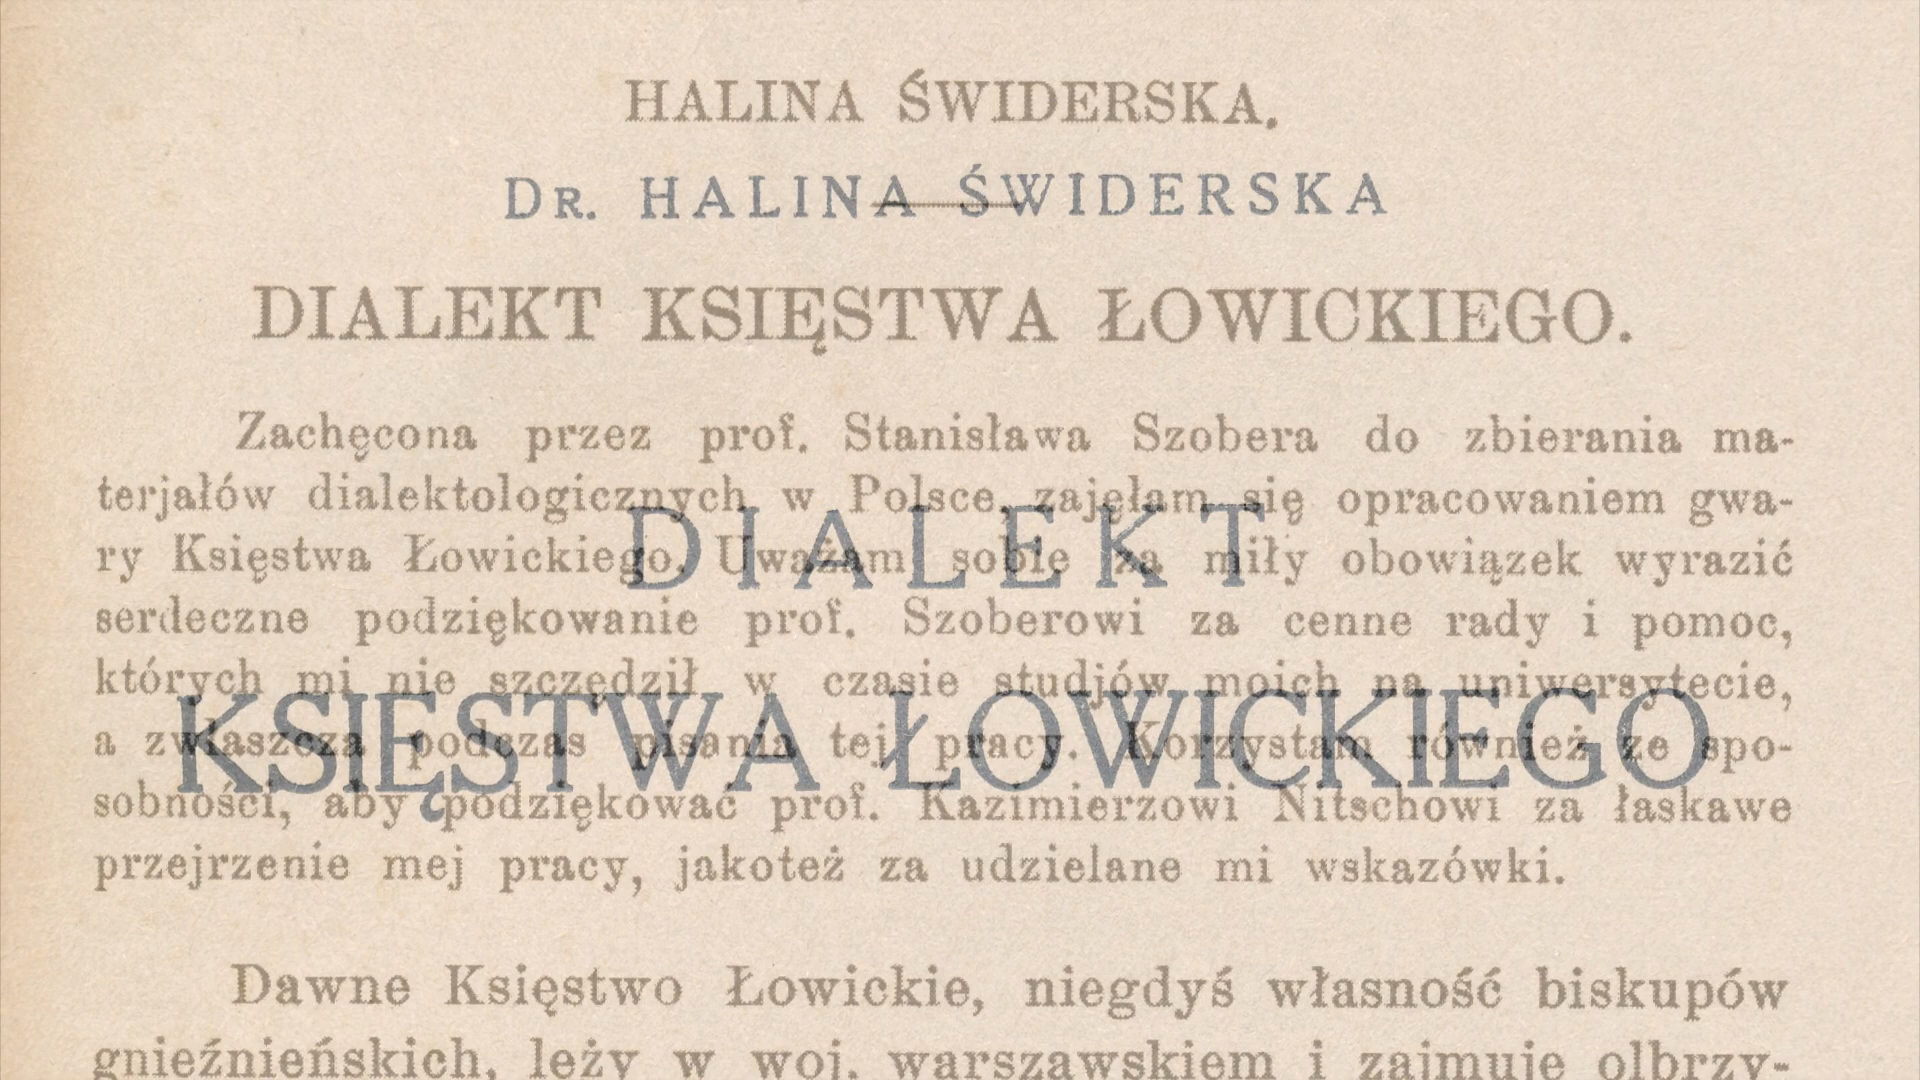 HALINA ŚWIDERSKA.
DR. HALINA ŚWIDERSKA
DIALEKT KSIĘSTWA ŁOWICKIEGO.
Zachęcona przez prof. Stanisława Szobera do zbierania ma-
terjałów dialektologicznych w Polsce, zajęłam się opracowaniem gwa-
ry Księstwa Łowickiego. Uważam sobie za miły obowiązek wyrazić
serdeczne podziękowanie prof. Szoberowi za cenne rady i pomoc,
których mi nie szczędził w czasie studjów moich na uniwersytecie,
a zwłaszcza podczas pisania tej pracy. Korzystam również ze spo-
sobności, aby podziękować prof. Kazimierzowi Nitschowi za łaskawe
przejrzenie mej pracy, jakoteż za udzielane mi wskazówki.
DIALEKT
KSIĘSTWA ŁOWICKIEGO
Dawne Księstwo Łowickie, niegdyś własność biskupów
gnieźnieńskich, leży w woj. warszawskiem i zajmuje olbrzy-